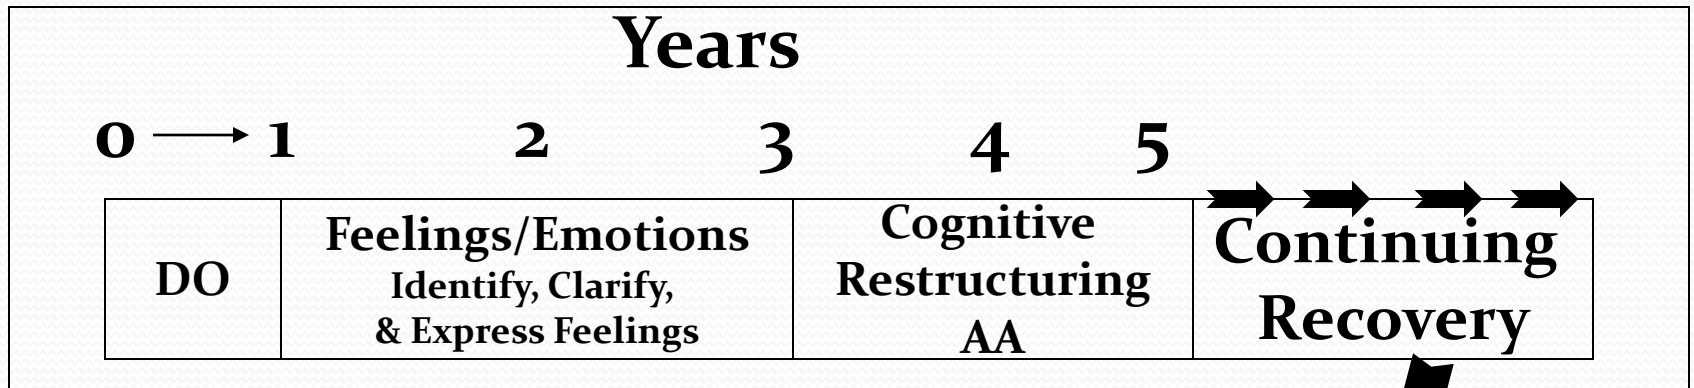 Years
0 1 2 3 4 5
DO
Feelings/Emotions
Identify, Clarify,
& Express Feelings
Cognitive
Restructuring
AA
Continuing
Recovery